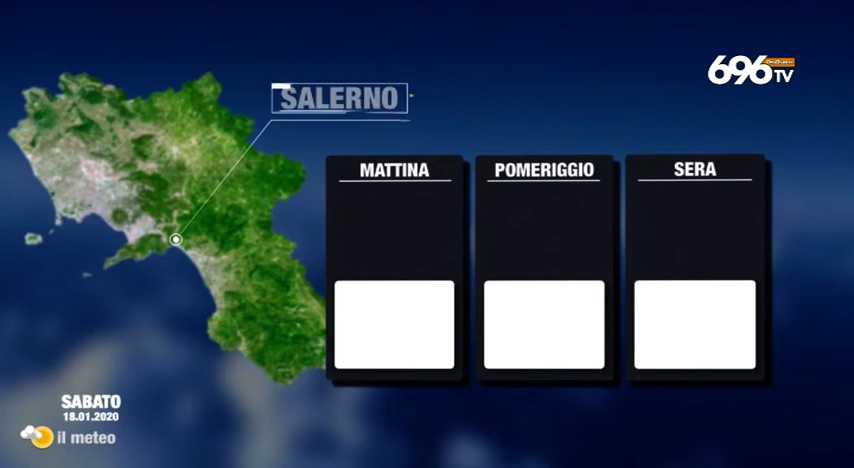 696 TV
SALERNO
MATTINA
POMERIGGIO
SERA
SABATO
18.01.2020
il meteo